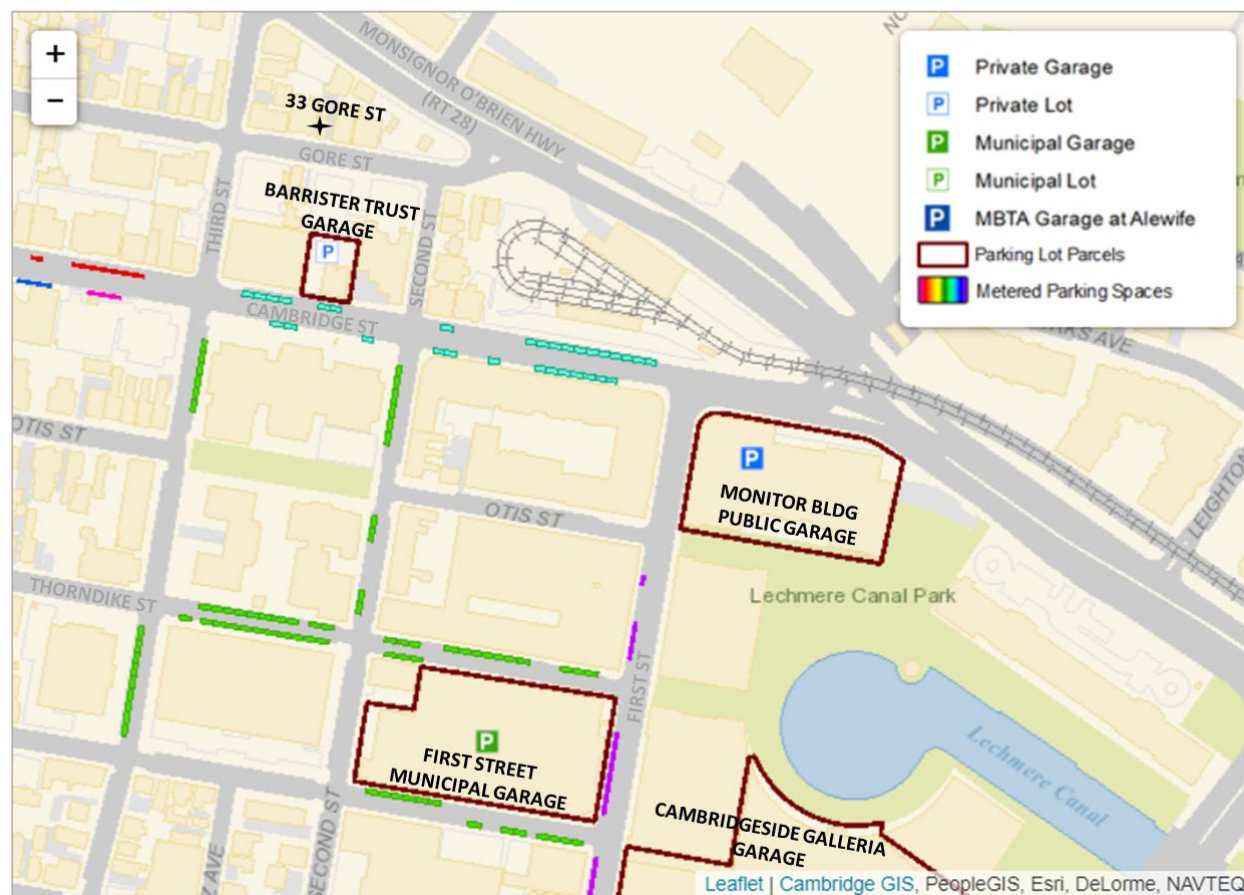 +
−
33 GORE ST
MONSIGNOR O'BRIEN HWY
(RT 28)
GORE ST
BARRISTER TRUST
GARAGE
P
THIRD ST
SECOND ST
CAMBRIDGE ST
P Private Garage
P Private Lot
P Municipal Garage
P Municipal Lot
P MBTA Garage at Alewife
Parking Lot Parcels
Metered Parking Spaces
OTIS ST
P
MONITOR BLDG
PUBLIC GARAGE
OTIS ST
THORNDIKE ST
Lechmere Canal Park
FIRST ST
P
FIRST STREET
MUNICIPAL GARAGE
Lechmere Canal
CAMBRIDGESIDE GALLERIA
GARAGE
SECOND ST
AVE
LEIGHTON
AVE
Leaflet | Cambridge GIS, PeopleGIS, Esri, DeLorme, NAVTEQ